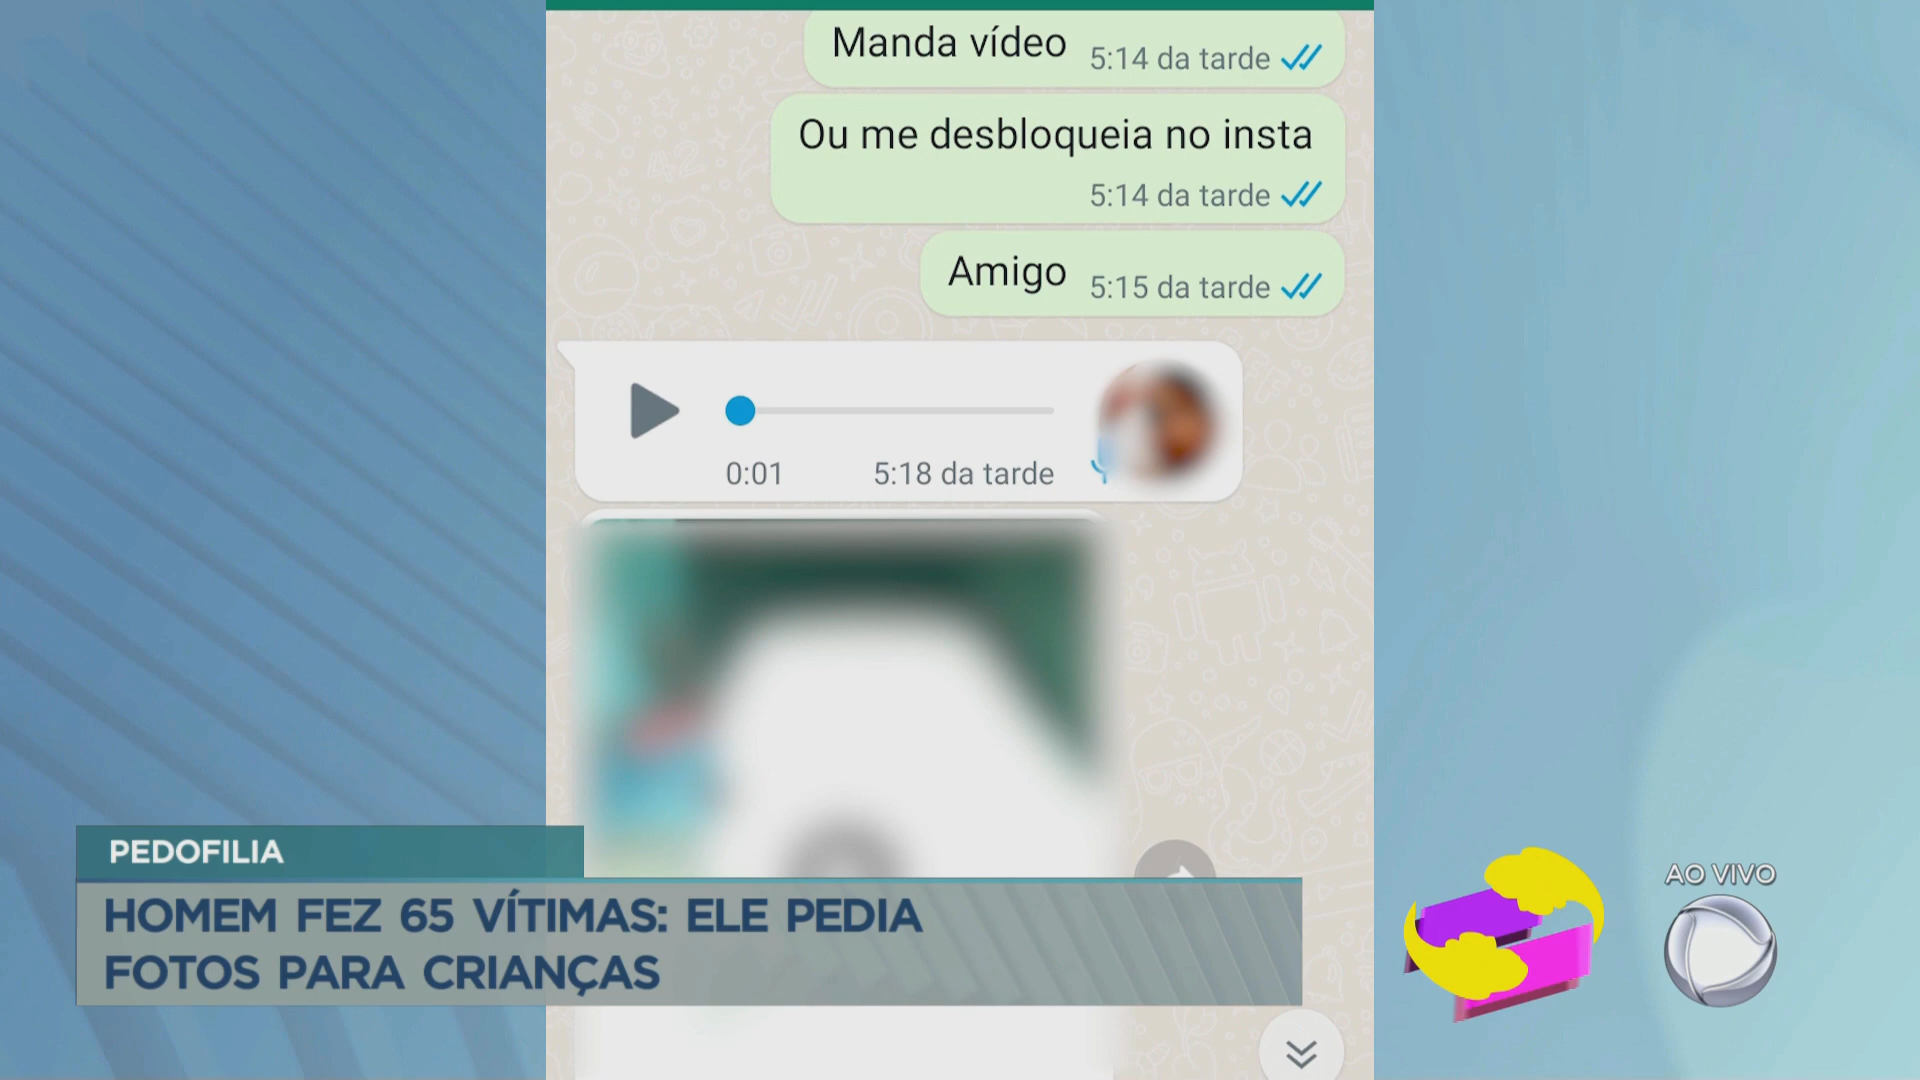 Manda vídeo 5:14 da tarde
Ou me desbloqueia no insta
5:14 da tarde
Amigo 5:15 da tarde
0:01 5:18 da tarde
PEDOFILIA
HOMEM FEZ 65 VÍTIMAS: ELE PEDIA
FOTOS PARA CRIANÇAS
AO VIVO